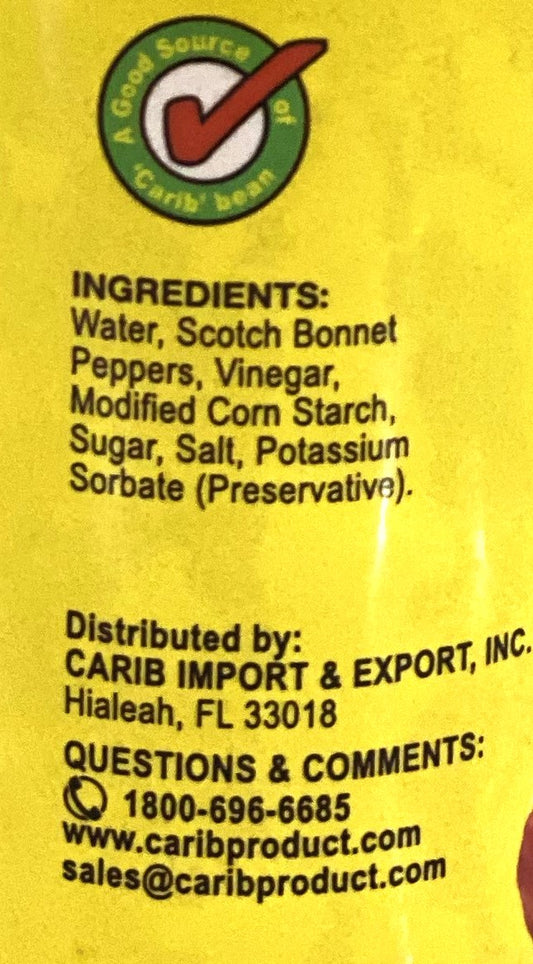 A Good Source of
'Carib' bean
INGREDIENTS:
Water, Scotch Bonnet
Peppers, Vinegar,
Modified Corn Starch,
Sugar, Salt, Potassium
Sorbate (Preservative).
Distributed by:
CARIB IMPORT & EXPORT, INC.
Hialeah, FL 33018
QUESTIONS & COMMENTS:
1800-696-6685
www.caribproduct.com
sales@caribproduct.com